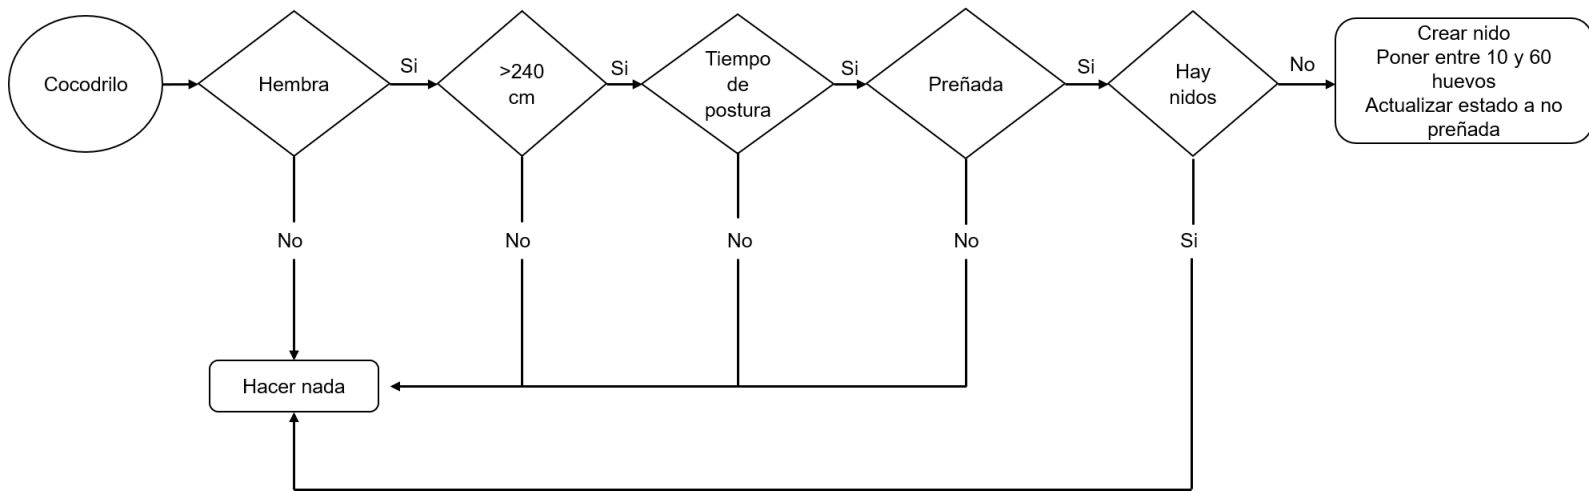 Cocodrilo
Hembra
Si
>240
cm
Si
Tiempo
de
postura
Si
Preñada
Si
Hay
nidos
No
Crear nido
Poner entre 10 y 60
huevos
Actualizar estado a no
preñada
No
No
No
No
Si
Hacer nada